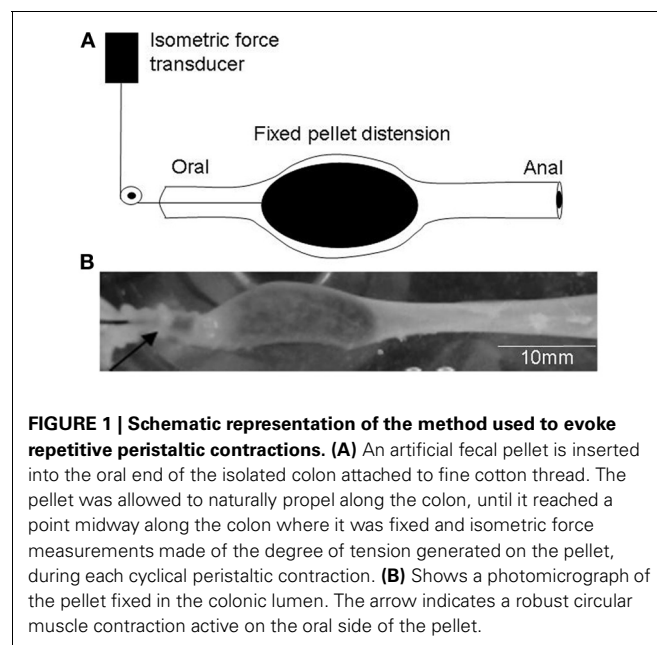 A
Isometric force
transducer
Fixed pellet distension
Oral
Anal
B
10mm
FIGURE 1 | Schematic representation of the method used to evoke
repetitive peristaltic contractions. (A) An artificial fecal pellet is inserted
into the oral end of the isolated colon attached to fine cotton thread. The
pellet was allowed to naturally propel along the colon, until it reached a
point midway along the colon where it was fixed and isometric force
measurements made of the degree of tension generated on the pellet,
during each cyclical peristaltic contraction. (B) Shows a photomicrograph of
the pellet fixed in the colonic lumen. The arrow indicates a robust circular
muscle contraction active on the oral side of the pellet.